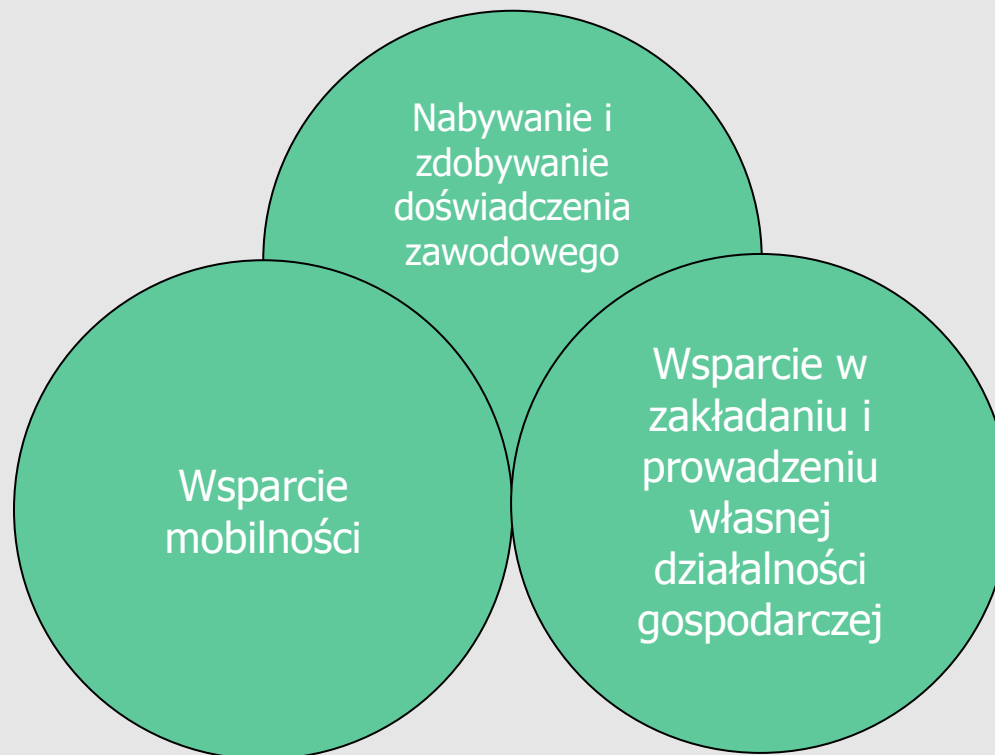 Nabywanie i
zdobywanie
doświadczenia
zawodowego
Wsparcie
mobilności
Wsparcie w
zakładaniu i
prowadzeniu
własnej
działalności
gospodarczej